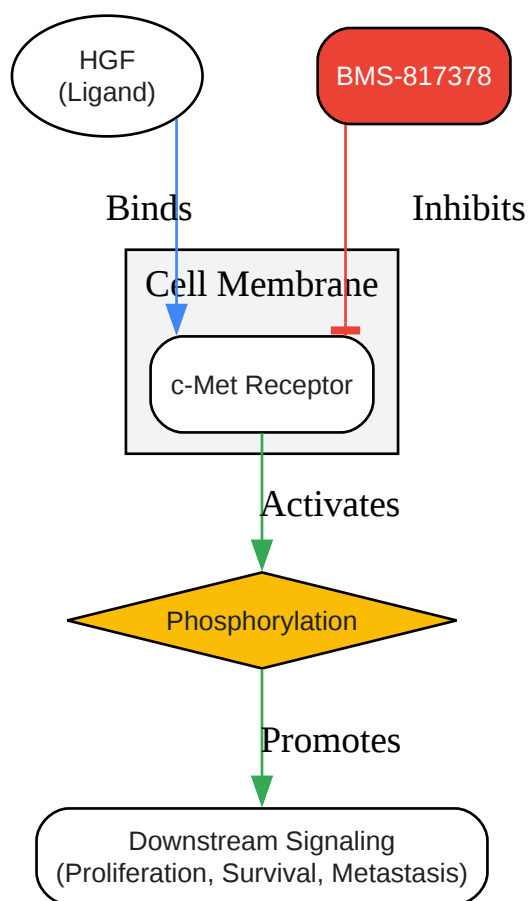 HGF
(Ligand)
BMS-817378
Binds
Inhibits
Cell Membrane
c-Met Receptor
Activates
Phosphorylation
Promotes
Downstream Signaling
(Proliferation, Survival, Metastasis)